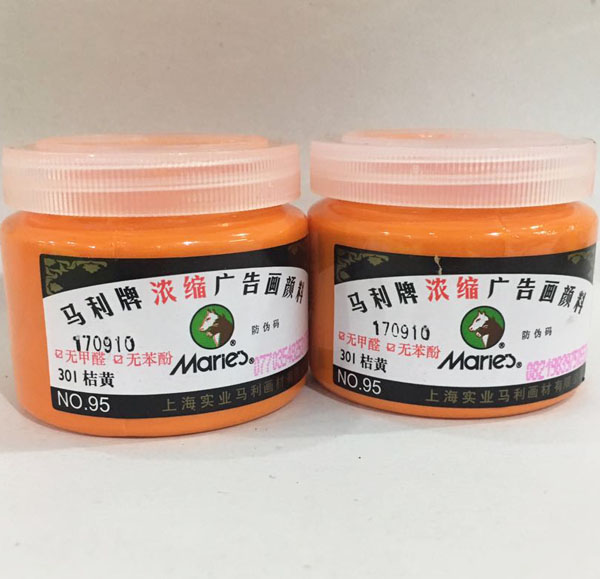 马利牌 浓缩 广告画颜料
170910
防伪码
☑无甲醛 ☑无苯酚
Maries®
301 桔黄
NO.95
上海实业马利画材有
马利牌 浓缩 广告画颜料
170910
防伪码
☑无甲醛 ☑无苯酚
Maries®
301 桔黄
NO.95
上海实业马利画材有限